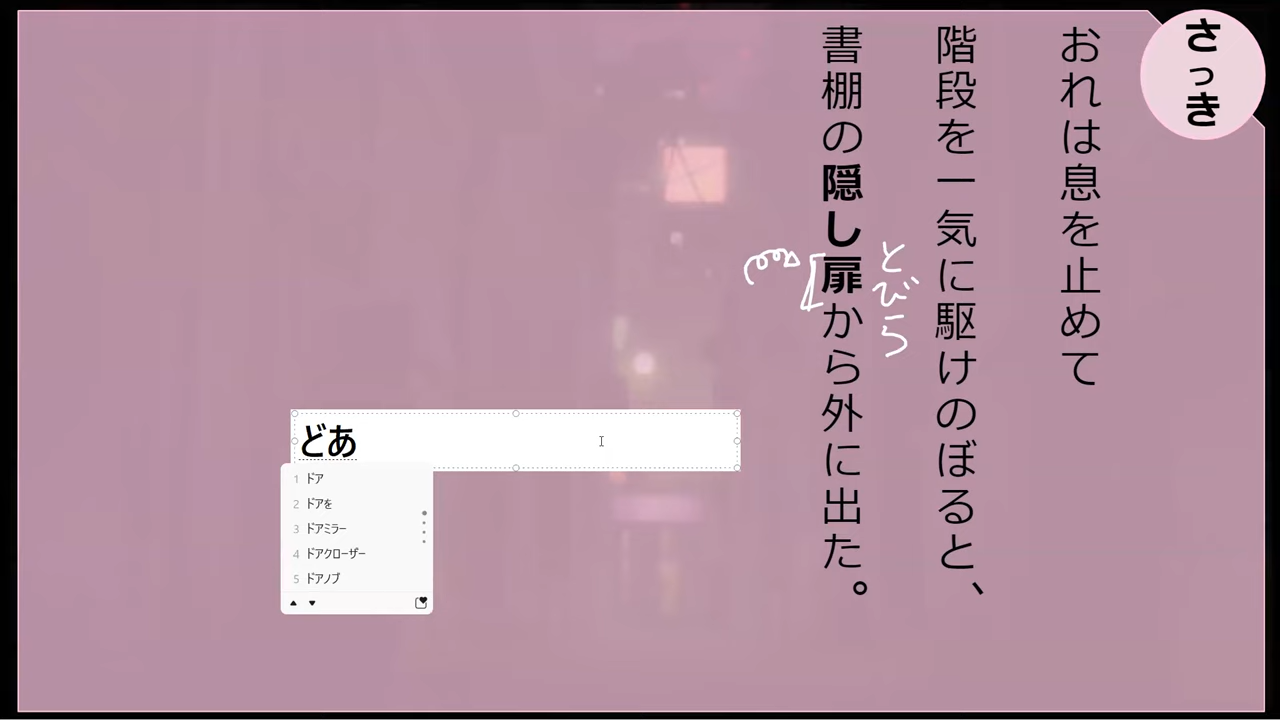 さっき
おれは息を止めて
階段を一気に駆けのぼると、
書棚の隠し扉から外に出た。
とびら
どあ
1 ドア
2 ドアを
3 ドアミラー
4 ドアクローザー
5 ドアノブ